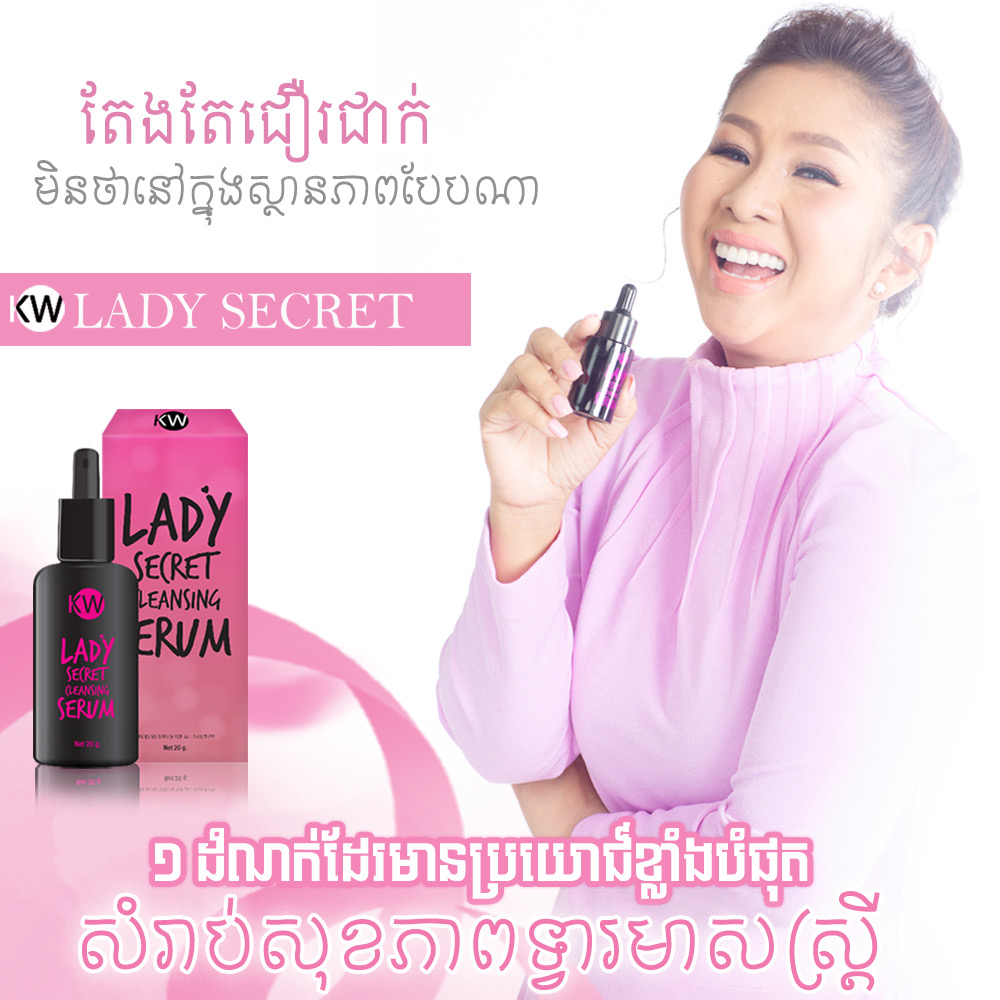 តែងតែជឿរជាក់
មិនថានៅក្នុងស្ថានភាពបែបណា
KW LADY SECRET
KW
LADY
SECRET
CLEANSING
SERUM
Net 20 g.
KW
LADY
SECRET
CLEANSING
SERUM
Net 20 g.
១ ដំណក់ដែរមានប្រយោជន៍ខ្លាំងបំផុត
សំរាប់សុខភាពទ្វារមាសស្ត្រី